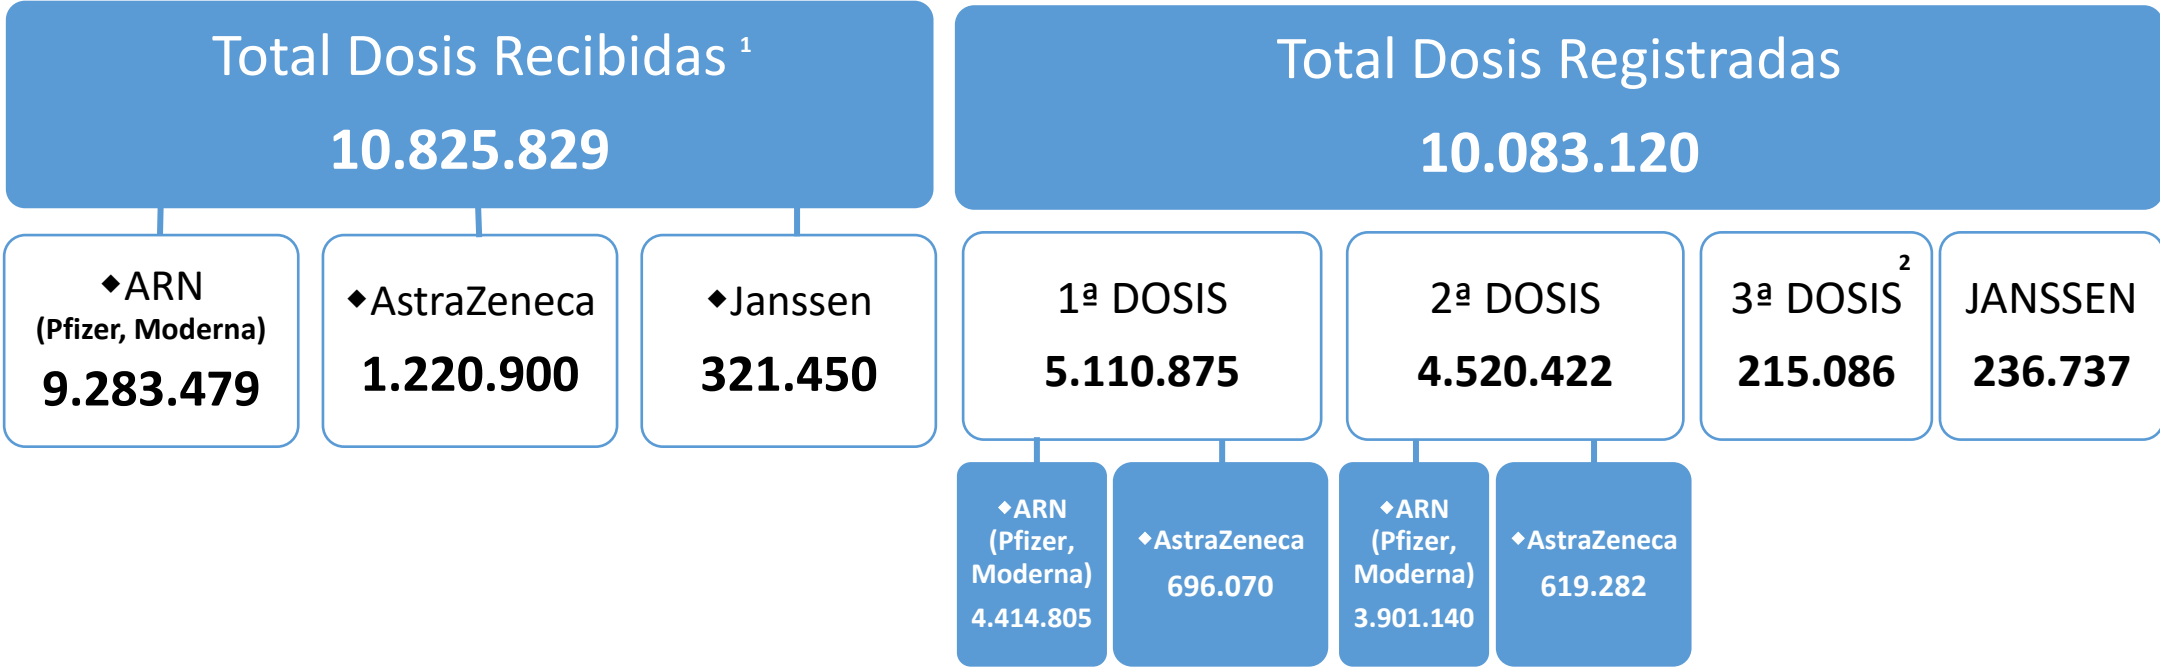 Total Dosis Recibidas 1
10.825.829
◆ARN
(Pfizer, Moderna)
9.283.479
◆AstraZeneca
1.220.900
◆Janssen
321.450
Total Dosis Registradas
10.083.120
1ª DOSIS
5.110.875
2ª DOSIS
4.520.422
3ª DOSIS 2
215.086
JANSSEN
236.737
◆ARN
(Pfizer,
Moderna)
4.414.805
◆AstraZeneca
696.070
◆ARN
(Pfizer,
Moderna)
3.901.140
◆AstraZeneca
619.282